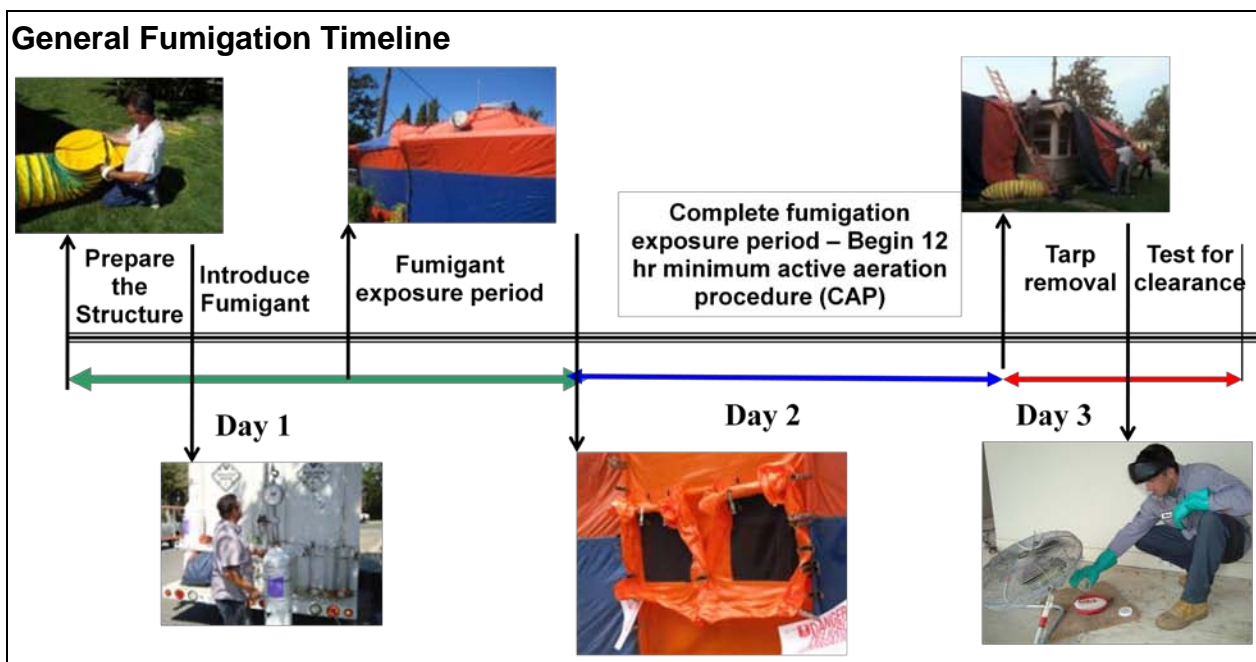 General Fumigation Timeline
Prepare
the
Structure
Introduce
Fumigant
Fumigant
exposure period
Complete fumigation
exposure period – Begin 12
hr minimum active aeration
procedure (CAP)
Tarp
removal
Test for
clearance
Day 1
Day 2
Day 3
DANGER